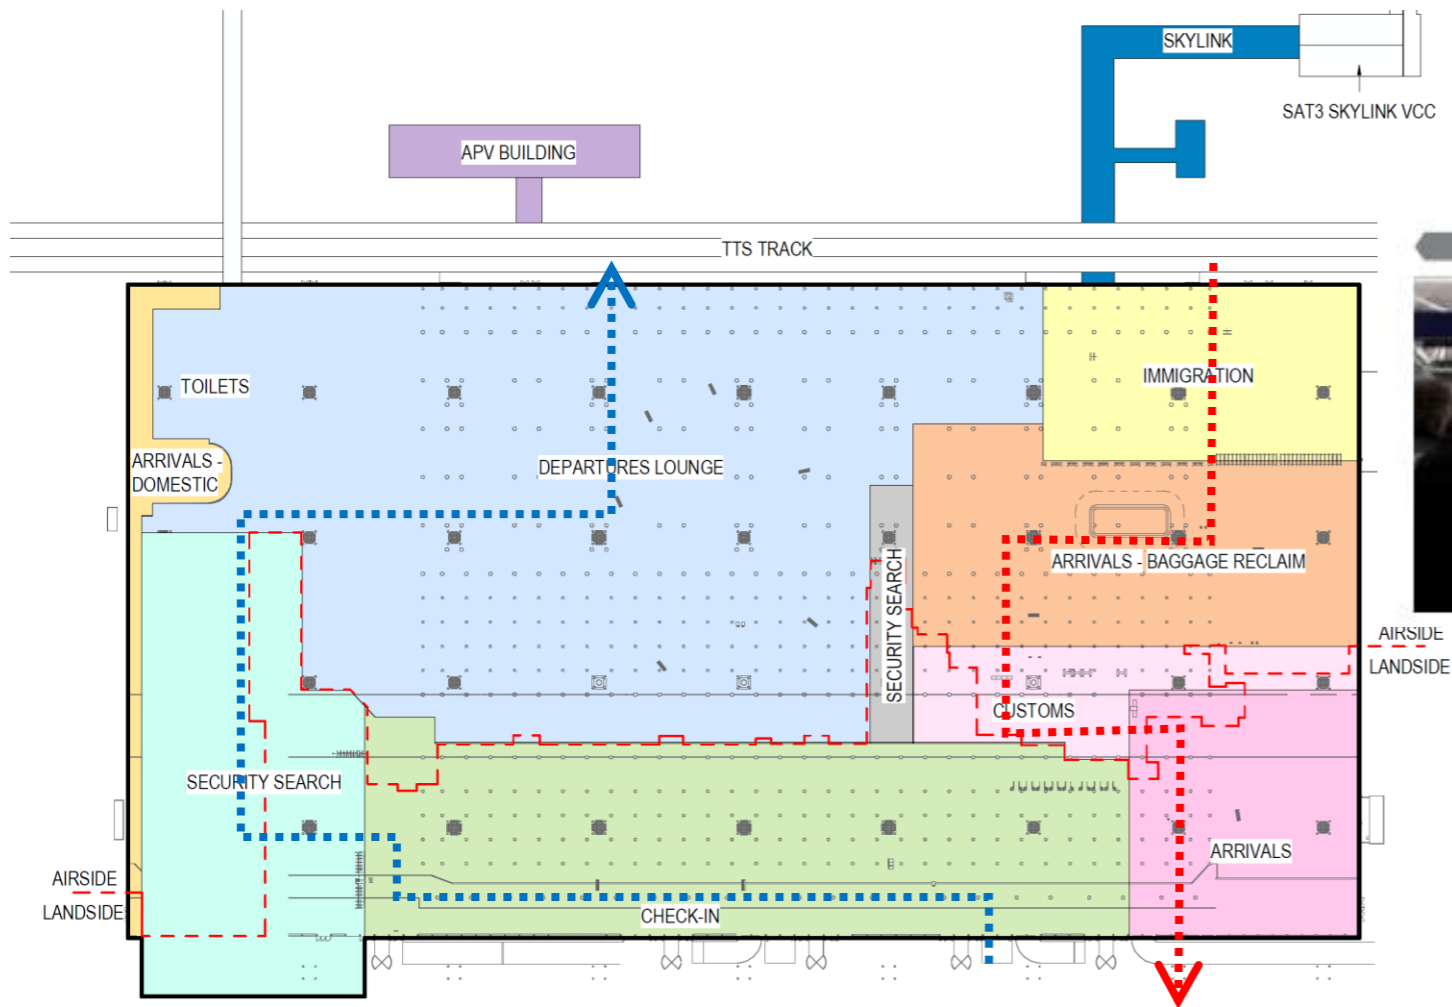 SKYLINK
SAT3 SKYLINK VCC
APV BUILDING
TTS TRACK
TOILETS
IMMIGRATION
ARRIVALS -
DOMESTIC
DEPARTURES LOUNGE
ARRIVALS - BAGGAGE RECLAIM
SECURITY SEARCH
AIRSIDE
LANDSIDE
CUSTOMS
SECURITY SEARCH
ARRIVALS
AIRSIDE
LANDSIDE
CHECK-IN